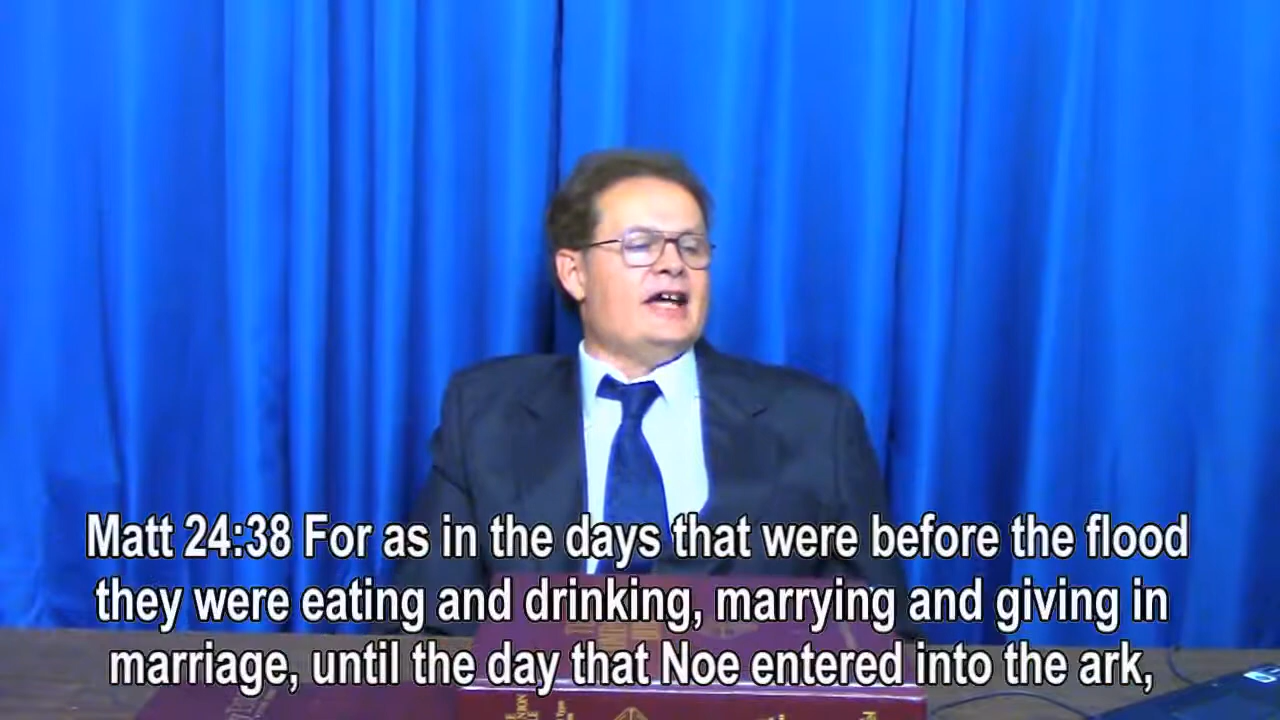 Matt 24:38 For as in the days that were before the flood
they were eating and drinking, marrying and giving in
marriage, until the day that Noe entered into the ark,